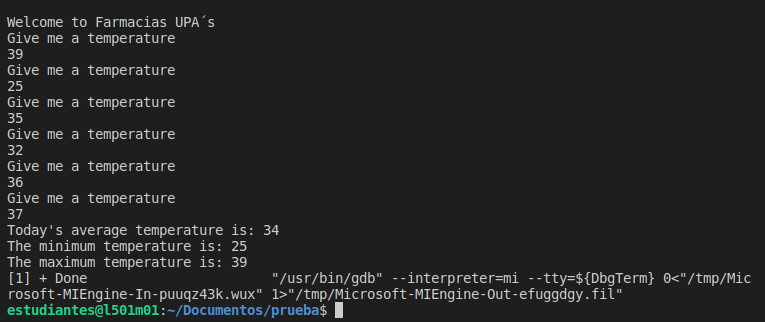 Welcome to Farmacias UPA´s
Give me a temperature
39
Give me a temperature
25
Give me a temperature
35
Give me a temperature
32
Give me a temperature
36
Give me a temperature
37
Today's average temperature is: 34
The minimum temperature is: 25
The maximum temperature is: 39
[1] + Done                       "/usr/bin/gdb" --interpreter=mi --tty=${DbgTerm} 0<"/tmp/Mic
rosoft-MIEngine-In-puuqz43k.wux" 1>"/tmp/Microsoft-MIEngine-Out-efuggdgy.fil"
estudiantes@l501m01:~/Documentos/prueba$